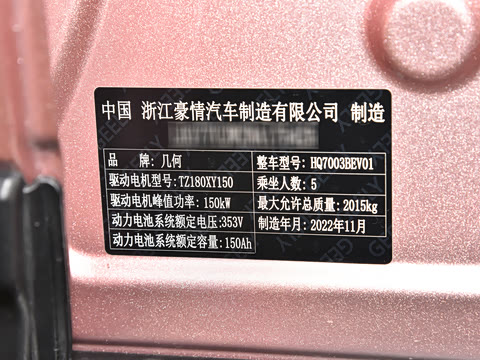 中国 浙江豪情汽车制造有限公司 制造
品 牌:几何 整车型号:HQ7003BEV01
驱动电机型号:TZ180XY150 乘坐人数:5
驱动电机峰值功率:150kW 最大允许总质量:2015kg
动力电池系统额定电压:353V 制造年月:2022年11月
动力电池系统额定容量:150Ah